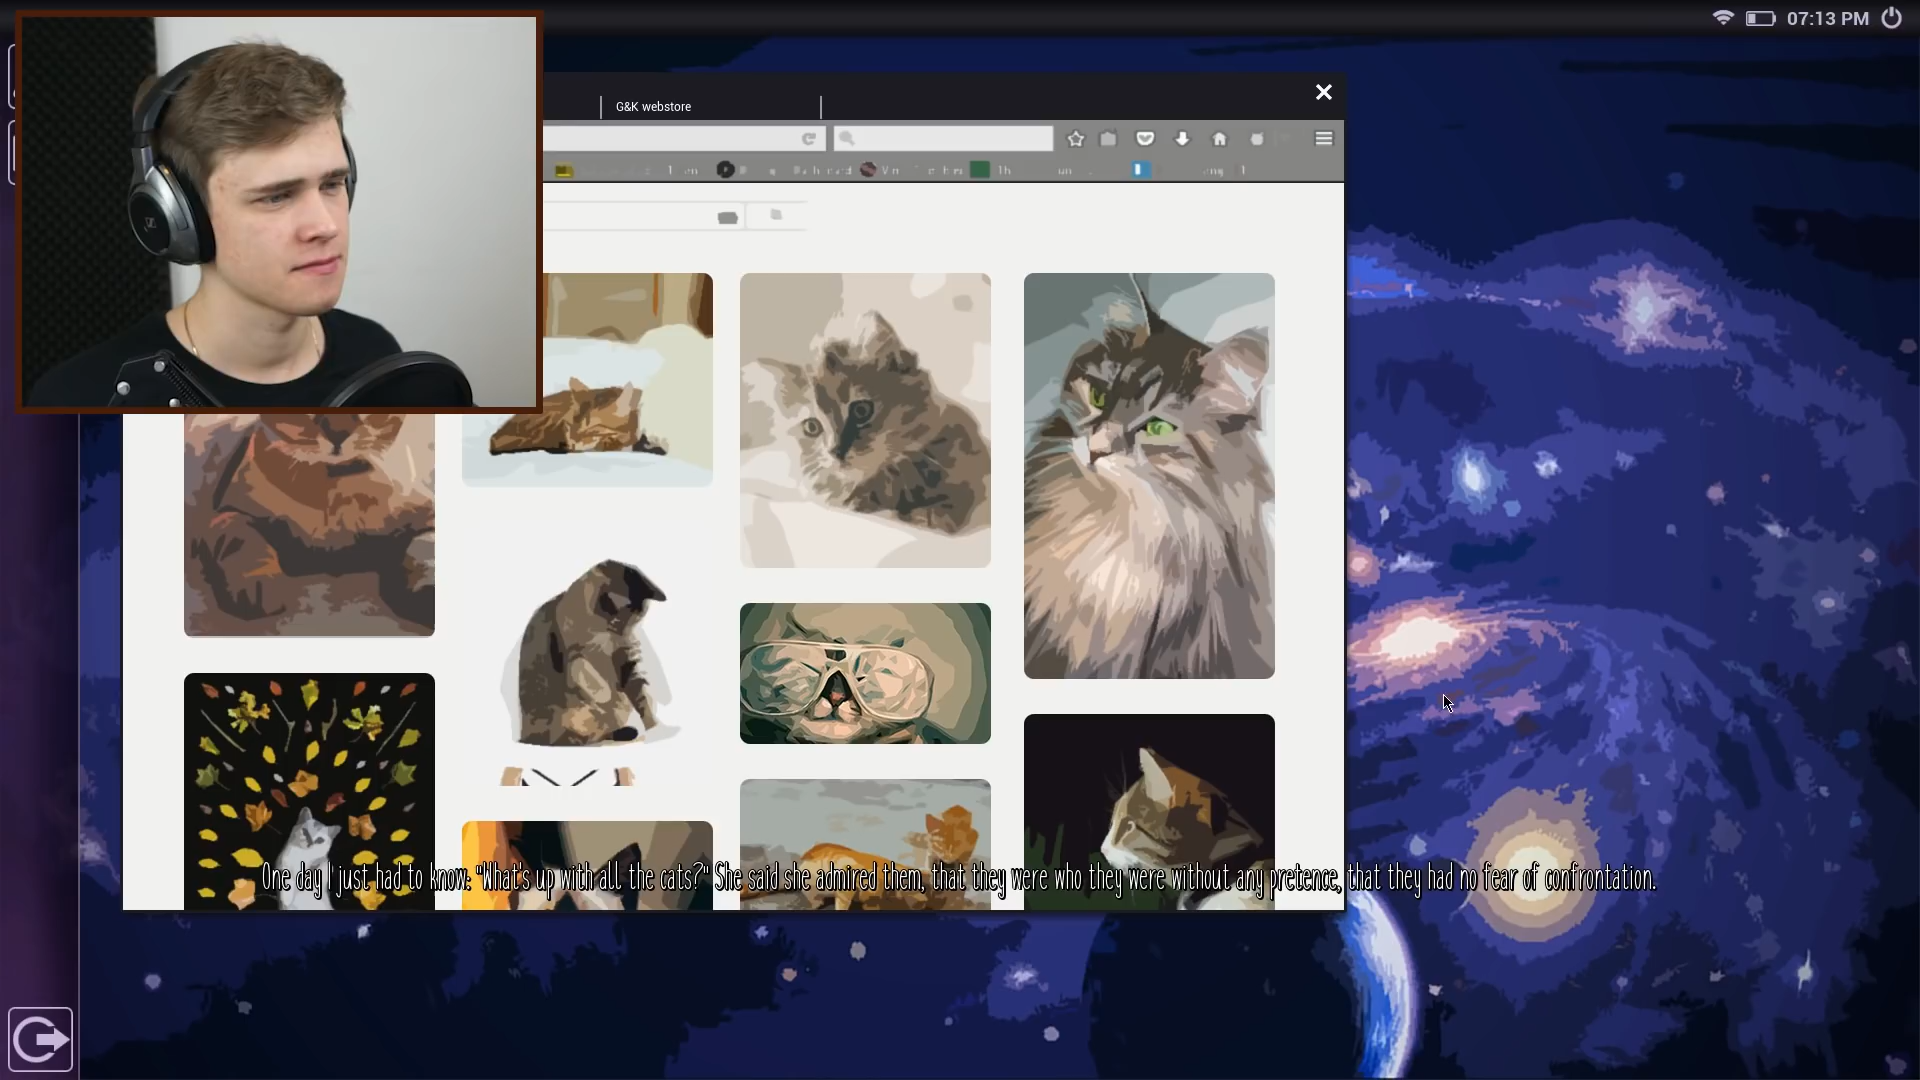 07:13 PM
G&K webstore
One day I just had to know: "What's up with all the cats?" She said she admired them, that they were who they were without any pretence, that they had no fear of confrontation.